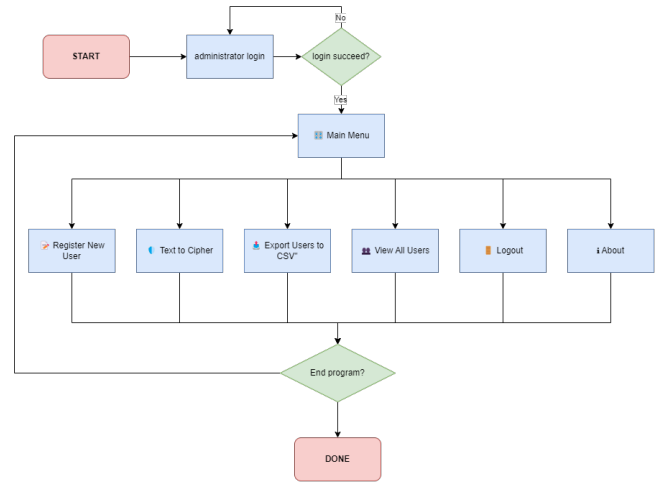 No
START
administrator login
login succeed?
Yes
🔢 Main Menu
📝 Register New
User
🛡️ Text to Cipher
📤 Export Users to
CSV"
👥 View All Users
🚪 Logout
ℹ About
End program?
DONE